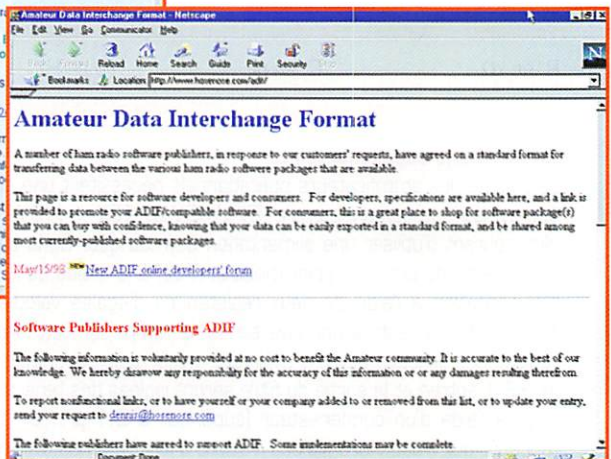 Amateur Data Interchange Format - Netscape
File Edit View Go Communicator Help
Back Forward Reload Home Search Guide Print Security Stop
N
Bookmarks Location: http://www.hosenose.com/adif/
Amateur Data Interchange Format
A number of ham radio software publishers, in response to our customers' requests, have agreed on a standard format for
transferring data between the various ham radio software packages that are available.
This page is a resource for software developers and consumers. For developers, specifications are available here, and a link is
provided to promote your ADIF/compatible software. For consumers, this is a great place to shop for software package(s)
that you can buy with confidence, knowing that your data can be easily exported in a standard format, and be shared among
most currently-published software packages.
May/15/98 NEW New ADIF online developers' forum
Software Publishers Supporting ADIF
The following information is voluntarily provided at no cost to benefit the Amateur community. It is accurate to the best of our
knowledge. We hereby disavow any responsibility for the accuracy of this information or or any damages resulting therefrom.
To report nonfunctional links, or to have yourself or your company added to or removed from this list, or to update your entry,
send your request to dennis@hosenose.com
The following publishers have agreed to support ADIF. Some implementations may be complete.
Document: Done